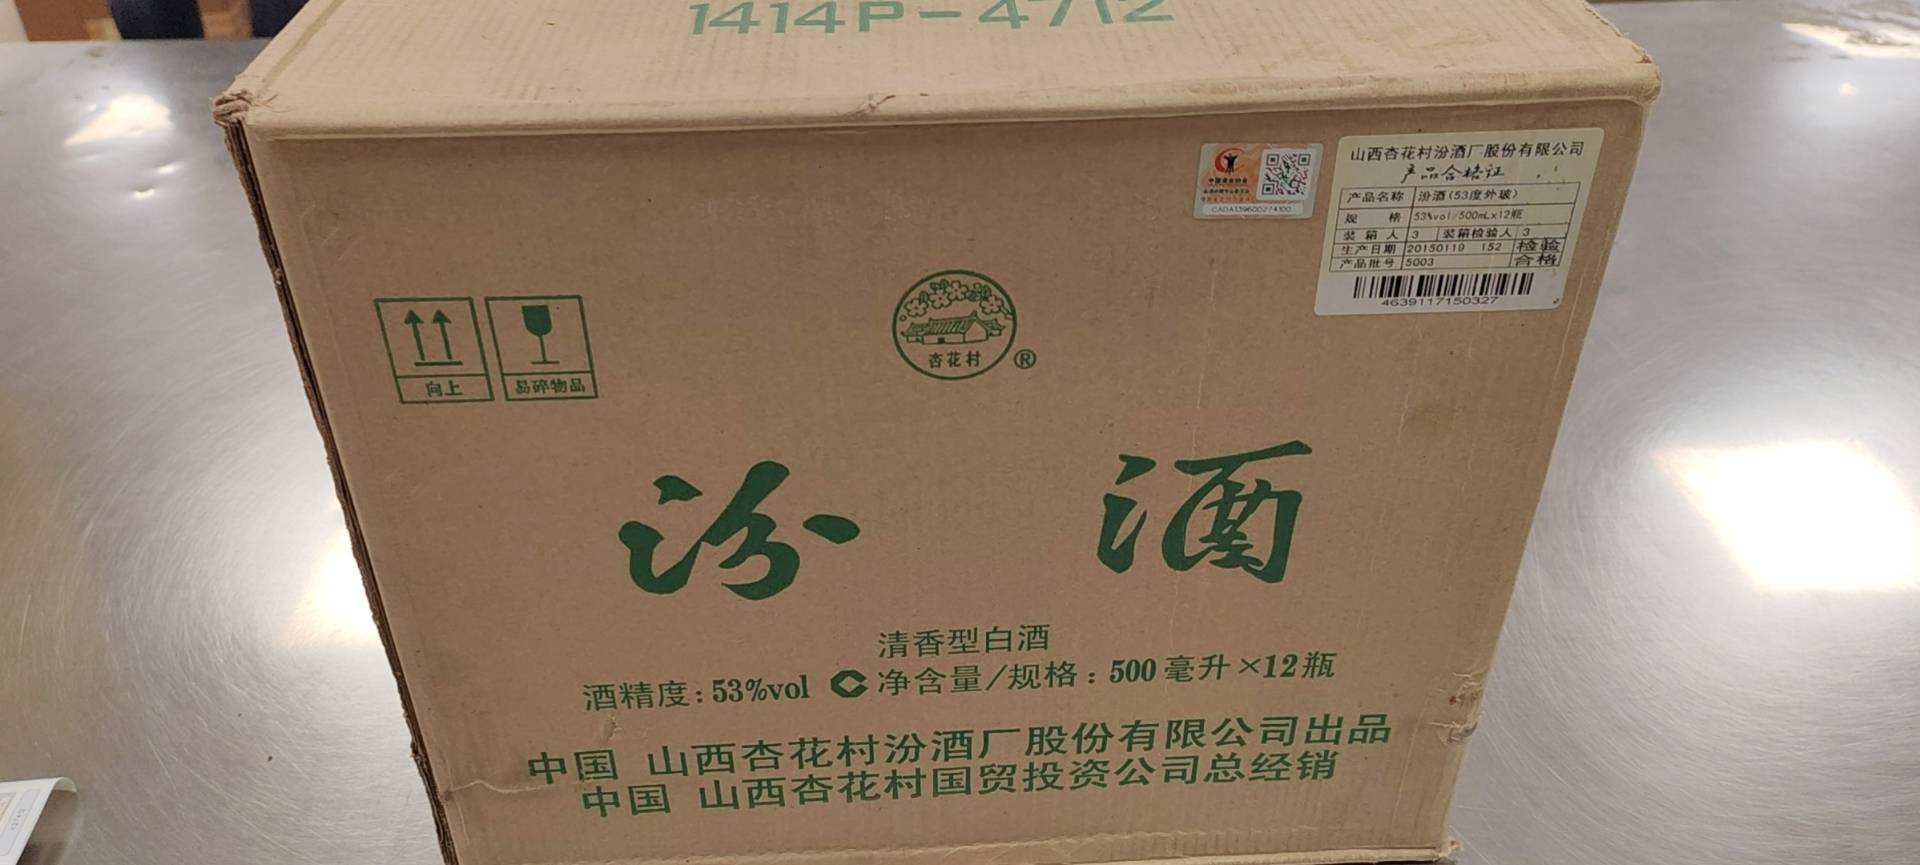 1414P-4712
山西杏花村汾酒厂股份有限公司
产品合格证
产品名称 汾酒(53度外玻)
规 格 53%vol/500mL×12瓶
装箱人 3 装箱检验人 3
生产日期 20150119 152 检验
产品批号 5003 合格
4639117150327
CADA139600274100
向上
易碎物品
杏花村
®
汾酒
清香型白酒
酒精度:53%vol 净含量/规格:500毫升×12瓶
中国 山西杏花村汾酒厂股份有限公司出品
中国 山西杏花村国贸投资公司总经销